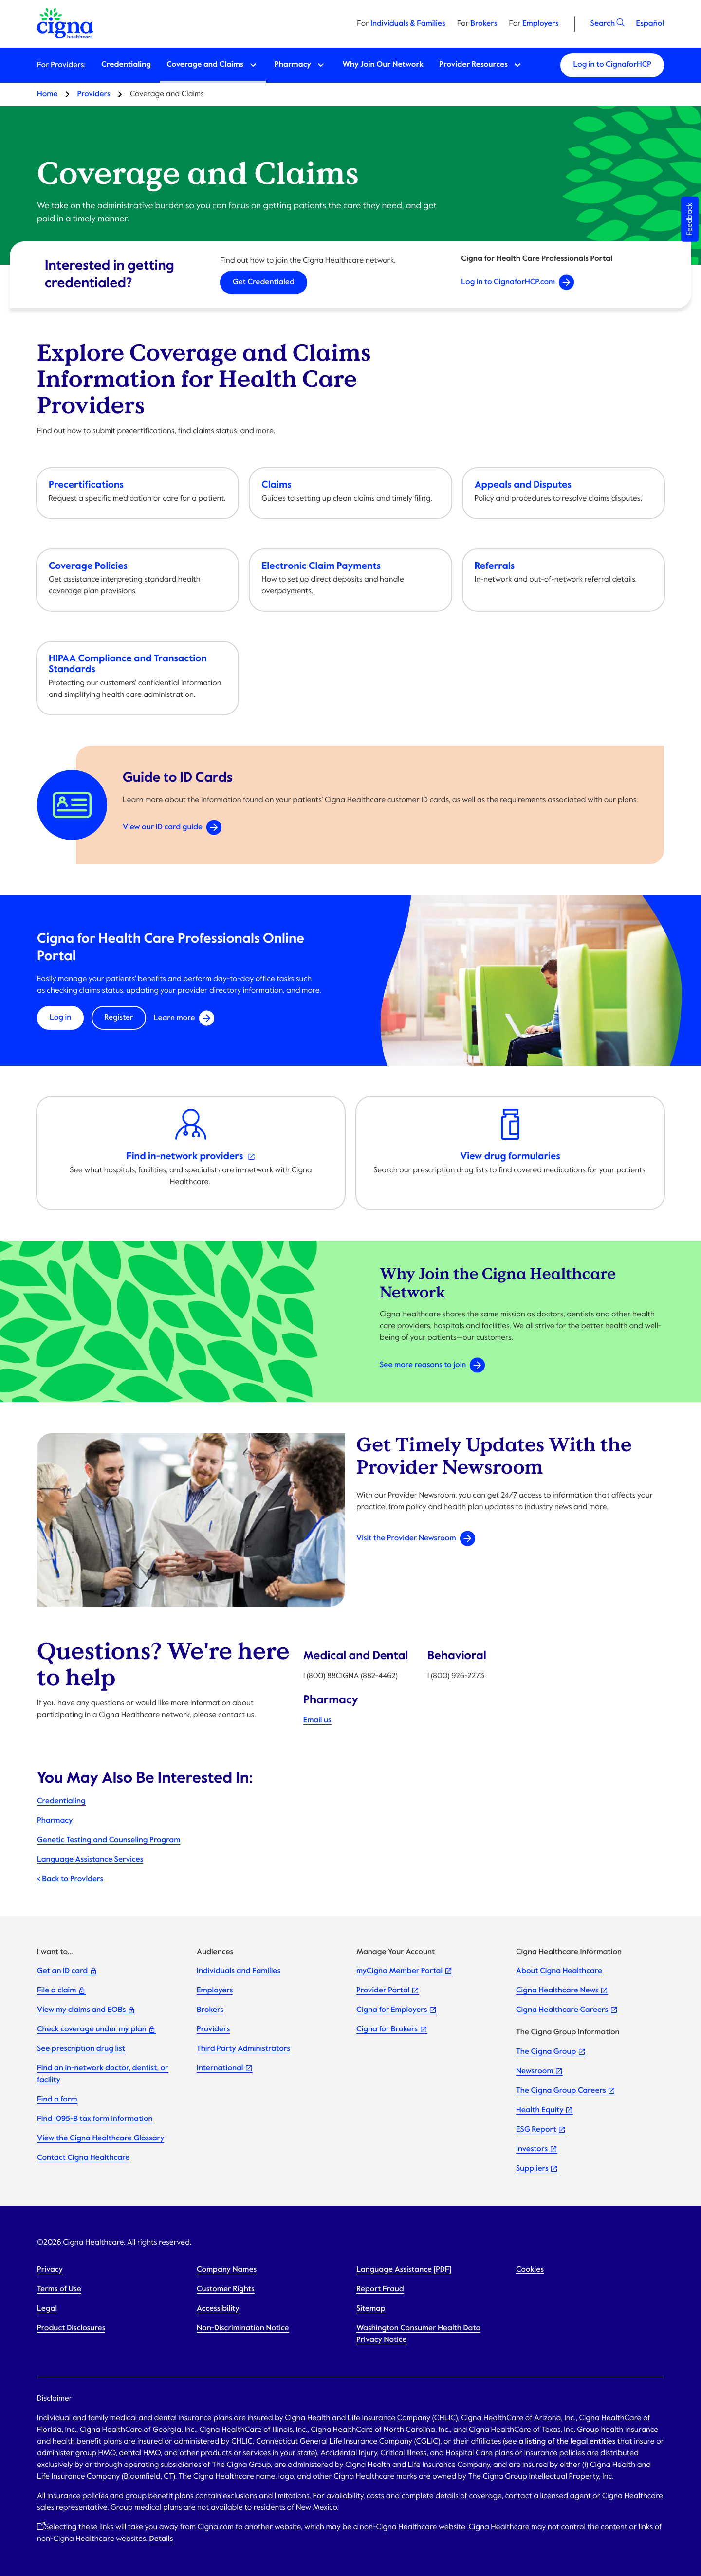 cigna
healthcare
For Individuals & Families
For Brokers
For Employers
Search
Español
For Providers:
Credentialing
Coverage and Claims
Pharmacy
Why Join Our Network
Provider Resources
Log in to CignaforHCP
Home
Providers
Coverage and Claims
Coverage and Claims
We take on the administrative burden so you can focus on getting patients the care they need, and get
paid in a timely manner.
Feedback
Interested in getting
credentialed?
Find out how to join the Cigna Healthcare network.
Get Credentialed
Cigna for Health Care Professionals Portal
Log in to CignaforHCP.com
Explore Coverage and Claims
Information for Health Care
Providers
Find out how to submit precertifications, find claims status, and more.
Precertifications
Request a specific medication or care for a patient.
Claims
Guides to setting up clean claims and timely filing.
Appeals and Disputes
Policy and procedures to resolve claims disputes.
Coverage Policies
Get assistance interpreting standard health
coverage plan provisions.
Electronic Claim Payments
How to set up direct deposits and handle
overpayments.
Referrals
In-network and out-of-network referral details.
HIPAA Compliance and Transaction
Standards
Protecting our customers' confidential information
and simplifying health care administration.
Guide to ID Cards
Learn more about the information found on your patients' Cigna Healthcare customer ID cards, as well as the requirements associated with our plans.
View our ID card guide
Cigna for Health Care Professionals Online
Portal
Easily manage your patients' benefits and perform day-to-day office tasks such
as checking claims status, updating your provider directory information, and more.
Log in
Register
Learn more
Find in-network providers
See what hospitals, facilities, and specialists are in-network with Cigna
Healthcare.
View drug formularies
Search our prescription drug lists to find covered medications for your patients.
Why Join the Cigna Healthcare
Network
Cigna Healthcare shares the same mission as doctors, dentists and other health
care providers, hospitals and facilities. We all strive for the better health and well-
being of your patients—our customers.
See more reasons to join
Get Timely Updates With the
Provider Newsroom
With our Provider Newsroom, you can get 24/7 access to information that affects your
practice, from policy and health plan updates to industry news and more.
Visit the Provider Newsroom
Questions? We're here
to help
If you have any questions or would like more information about
participating in a Cigna Healthcare network, please contact us.
Medical and Dental
1 (800) 88CIGNA (882-4462)
Behavioral
1 (800) 926-2273
Pharmacy
Email us
You May Also Be Interested In:
Credentialing
Pharmacy
Genetic Testing and Counseling Program
Language Assistance Services
< Back to Providers
I want to...
Get an ID card
File a claim
View my claims and EOBs
Check coverage under my plan
See prescription drug list
Find an in-network doctor, dentist, or
facility
Find a form
Find 1095-B tax form information
View the Cigna Healthcare Glossary
Contact Cigna Healthcare
Audiences
Individuals and Families
Employers
Brokers
Providers
Third Party Administrators
International
Manage Your Account
myCigna Member Portal
Provider Portal
Cigna for Employers
Cigna for Brokers
Cigna Healthcare Information
About Cigna Healthcare
Cigna Healthcare News
Cigna Healthcare Careers
The Cigna Group Information
The Cigna Group
Newsroom
The Cigna Group Careers
Health Equity
ESG Report
Investors
Suppliers
©2026 Cigna Healthcare. All rights reserved.
Privacy
Terms of Use
Legal
Product Disclosures
Company Names
Customer Rights
Accessibility
Non-Discrimination Notice
Language Assistance [PDF]
Report Fraud
Sitemap
Washington Consumer Health Data
Privacy Notice
Cookies
Disclaimer
Individual and family medical and dental insurance plans are insured by Cigna Health and Life Insurance Company (CHLIC), Cigna HealthCare of Arizona, Inc., Cigna HealthCare of
Florida, Inc., Cigna HealthCare of Georgia, Inc., Cigna HealthCare of Illinois, Inc., Cigna HealthCare of North Carolina, Inc., and Cigna HealthCare of Texas, Inc. Group health insurance
and health benefit plans are insured or administered by CHLIC, Connecticut General Life Insurance Company (CGLIC), or their affiliates (see a listing of the legal entities that insure or
administer group HMO, dental HMO, and other products or services in your state). Accidental Injury, Critical Illness, and Hospital Care plans or insurance policies are distributed
exclusively by or through operating subsidiaries of The Cigna Group, are administered by Cigna Health and Life Insurance Company, and are insured by either (i) Cigna Health and
Life Insurance Company (Bloomfield, CT). The Cigna Healthcare name, logo, and other Cigna Healthcare marks are owned by The Cigna Group Intellectual Property, Inc.
All insurance policies and group benefit plans contain exclusions and limitations. For availability, costs and complete details of coverage, contact a licensed agent or Cigna Healthcare
sales representative. Group medical plans are not available to residents of New Mexico.
Selecting these links will take you away from Cigna.com to another website, which may be a non-Cigna Healthcare website. Cigna Healthcare may not control the content or links of
non-Cigna Healthcare websites. Details